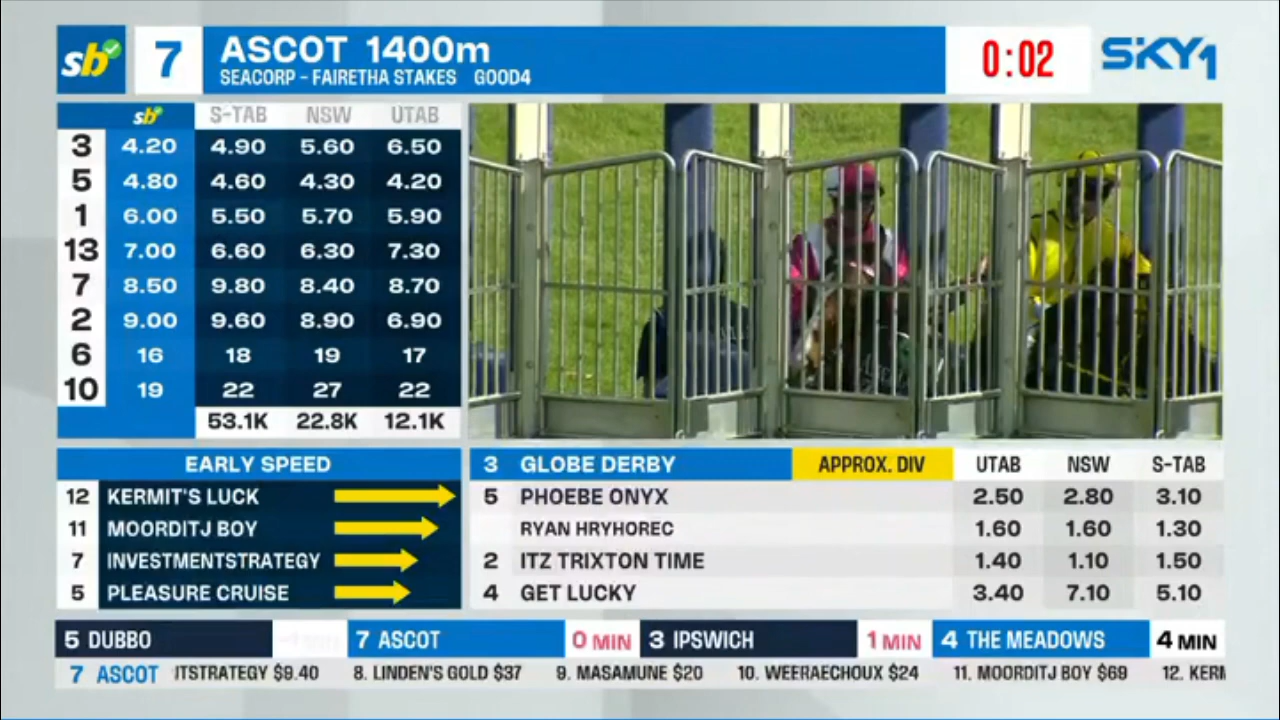 sb 7 ASCOT 1400m 0:02 SKY1
SEACORP - FAIRETHA STAKES GOOD4
sb S-TAB NSW UTAB
3 4.20 4.90 5.60 6.50
5 4.80 4.60 4.30 4.20
1 6.00 5.50 5.70 5.90
13 7.00 6.60 6.30 7.30
7 8.50 9.80 8.40 8.70
2 9.00 9.60 8.90 6.90
6 16 18 19 17
10 19 22 27 22
53.1K 22.8K 12.1K
EARLY SPEED
12 KERMIT'S LUCK
11 MOORDITJ BOY
7 INVESTMENTSTRATEGY
5 PLEASURE CRUISE
3 GLOBE DERBY APPROX. DIV UTAB NSW S-TAB
5 PHOEBE ONYX 2.50 2.80 3.10
RYAN HRYHOREC 1.60 1.60 1.30
2 ITZ TRIXTON TIME 1.40 1.10 1.50
4 GET LUCKY 3.40 7.10 5.10
5 DUBBO 7 ASCOT 0 MIN 3 IPSWICH 1 MIN 4 THE MEADOWS 4 MIN
7 ASCOT ITSTRATEGY $9.40 8. LINDEN'S GOLD $37 9. MASAMUNE $20 10. WEERAECHOUX $24 11. MOORDITJ BOY $69 12. KERM